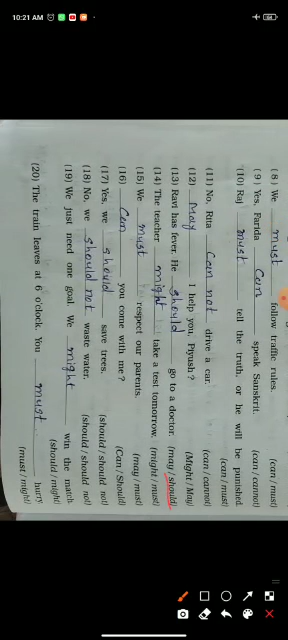 10:21 AM
(8) We must follow traffic rules. (can / must)
(9) Yes, Farida Can speak Sanskrit. (can / cannot)
(10) Raj must tell the truth, or he will be punished. (can / must)
(11) No, Rita Can not drive a car. (can / cannot)
(12) May I help you, Piyush? (Might / May)
(13) Ravi has fever. He should go to a doctor. (may / should)
(14) The teacher might take a test tomorrow. (might / must)
(15) We must respect our parents. (may / must)
(16) Can you come with me? (Can / Should)
(17) Yes, we should save trees. (should / should not)
(18) No, we should not waste water. (should / should not)
(19) We just need one goal. We might win the match. (should / might)
(20) The train leaves at 6 o'clock. You must hurry. (must / might)